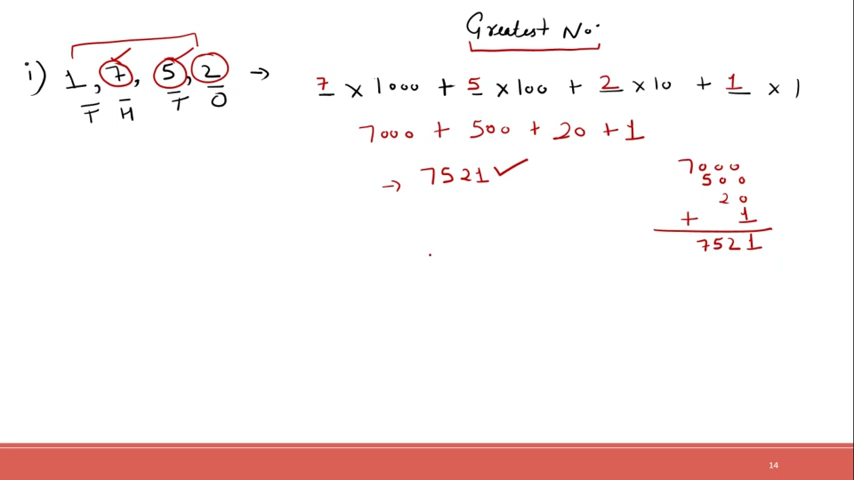 Greatest No.
i) 1, 7, 5, 2 → 7 × 1000 + 5 × 100 + 2 × 10 + 1 × 1
T H T O
7000 + 500 + 20 + 1
→ 7521 ✓
7000
500
20
+ 1
7521
14